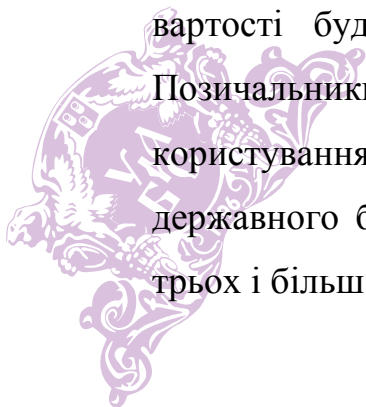 вартості буд
Позичальник
користування
державного б
трьох і більш